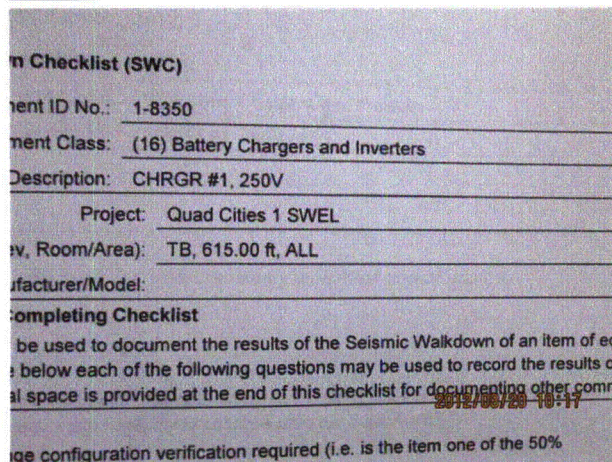 n Checklist (SWC)
nent ID No.: 1-8350
ment Class: (16) Battery Chargers and Inverters
Description: CHRGR #1, 250V
Project: Quad Cities 1 SWEL
ev, Room/Area): TB, 615.00 ft, ALL
ufacturer/Model:
ompleting Checklist
be used to document the results of the Seismic Walkdown of an item of e
below each of the following questions may be used to record the results o
al space is provided at the end of this checklist for documenting other comm
ge configuration verification required (i.e. is the item one of the 50%